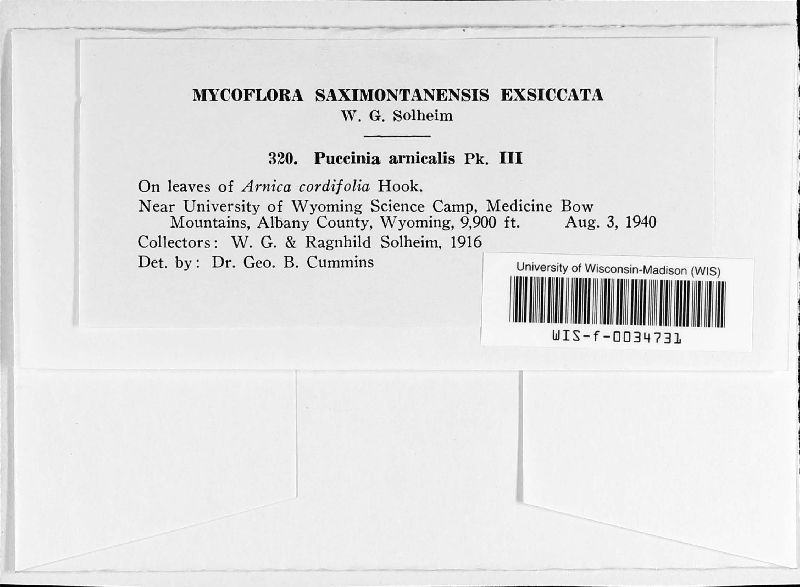 MYCOFLORA SAXIMONTANENSIS EXSICCATA
W. G. Solheim
320. Puccinia arnicalis Pk. III
On leaves of Arnica cordifolia Hook.
Near University of Wyoming Science Camp, Medicine Bow
Mountains, Albany County, Wyoming, 9,900 ft. Aug. 3, 1940
Collectors: W. G. & Ragnhild Solheim, 1916
Det. by: Dr. Geo. B. Cummins
University of Wisconsin-Madison (WIS)
WIS-f-0034731